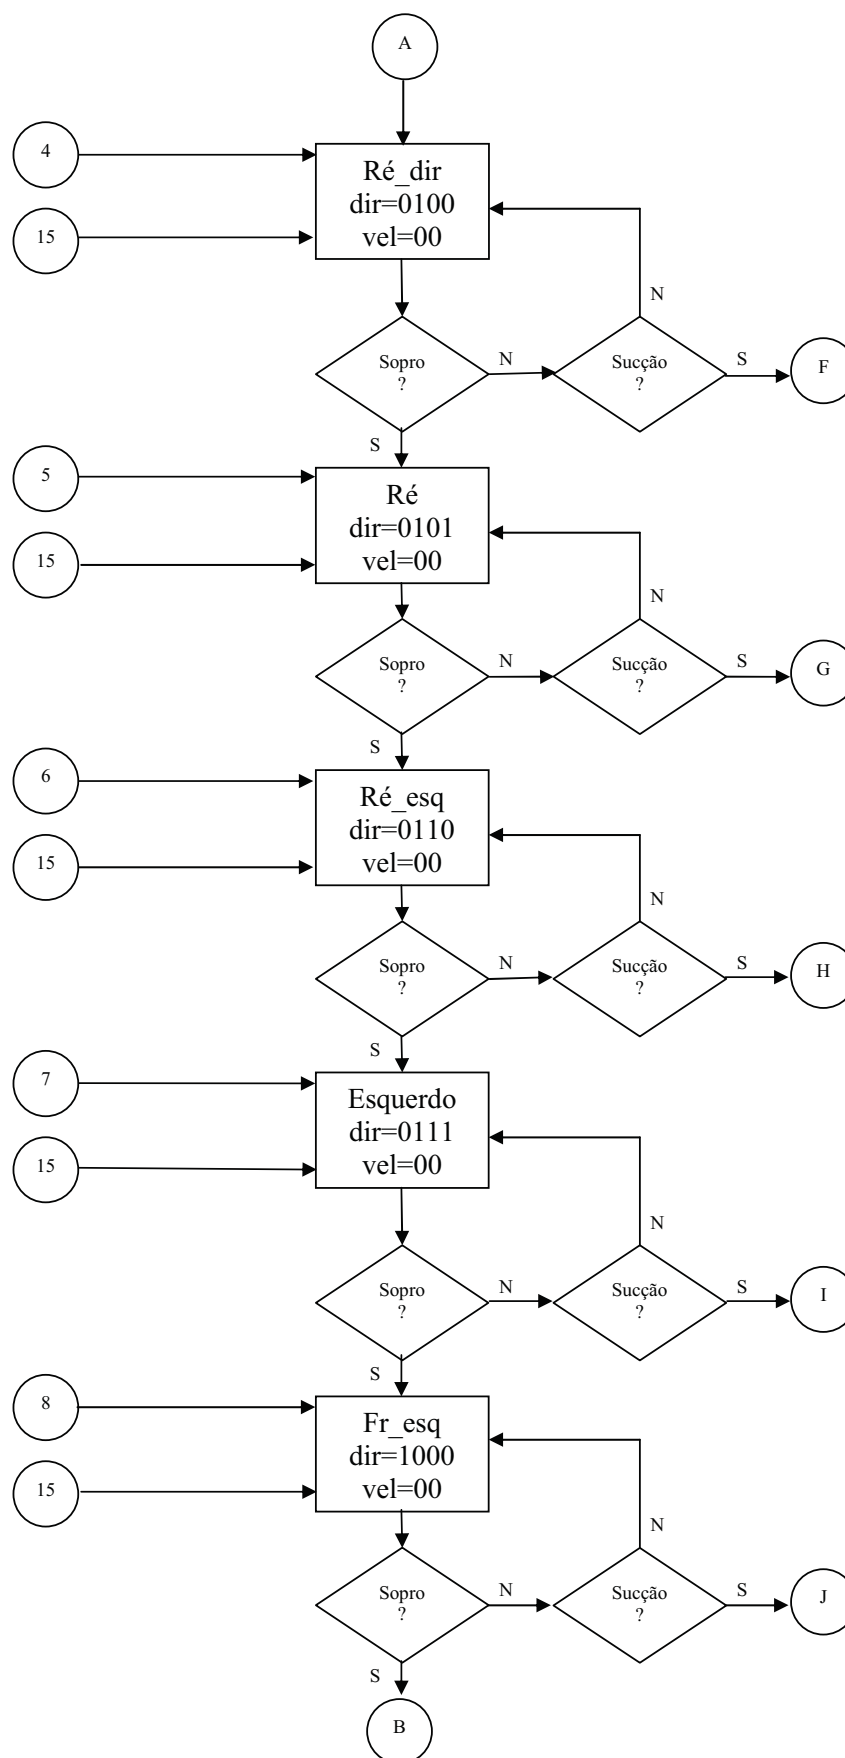 A
4
Ré_dir
dir=0100
vel=00
15
N
Sopro
?
N
Sucção
?
S
F
S
5
Ré
dir=0101
vel=00
15
N
Sopro
?
N
Sucção
?
S
G
S
6
Ré_esq
dir=0110
vel=00
15
N
Sopro
?
N
Sucção
?
S
H
S
7
Esquerdo
dir=0111
vel=00
15
N
Sopro
?
N
Sucção
?
S
I
S
8
Fr_esq
dir=1000
vel=00
15
N
Sopro
?
N
Sucção
?
S
J
S
B